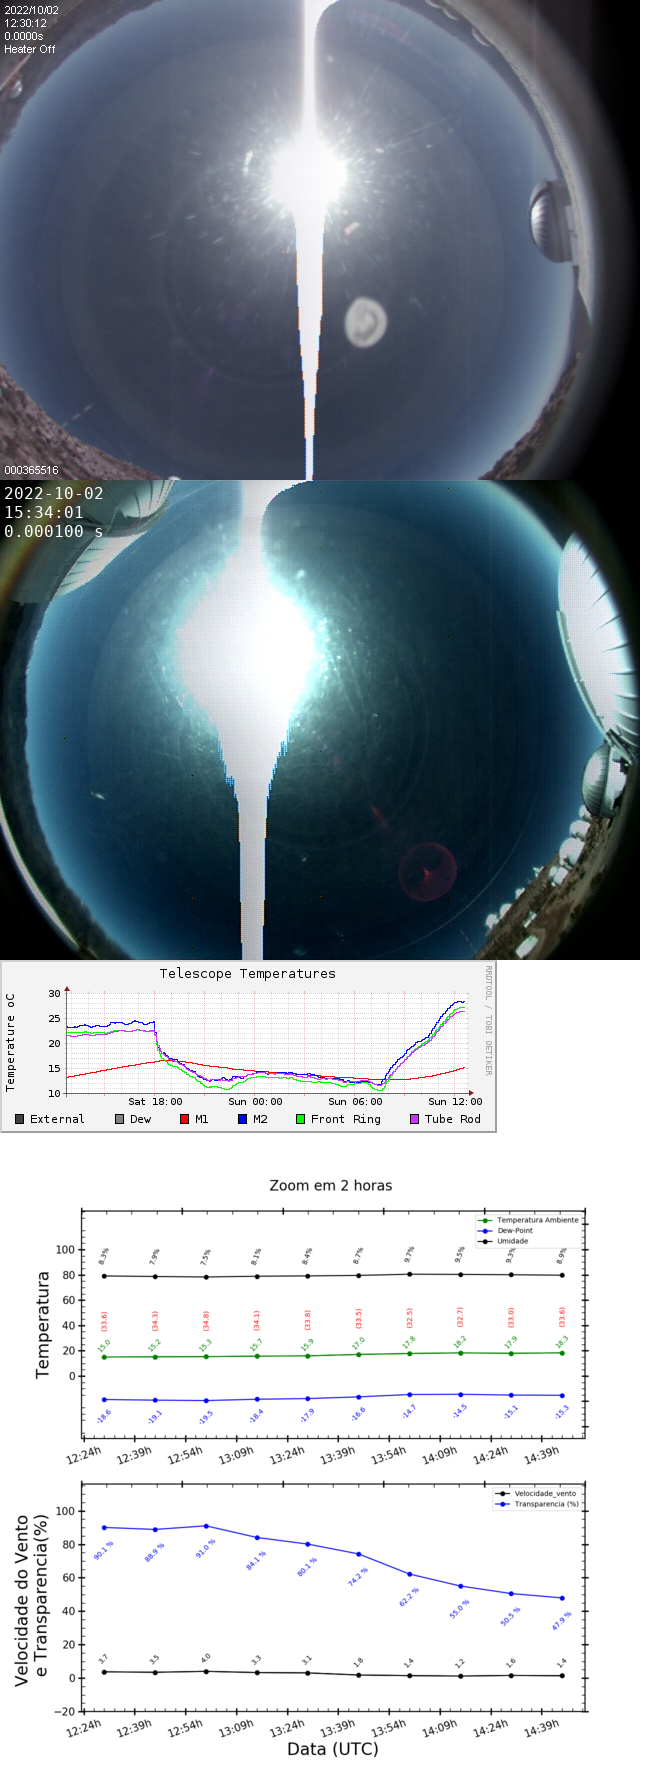 2022/10/02
12:30:12
0.0000s
Heater Off
000365516
2022-10-02
15:34:01
0.000100 s
Telescope Temperatures
Temperature oC
30
25
20
15
10
Sat 18:00 Sun 00:00 Sun 06:00 Sun 12:00
External Dew M1 M2 Front Ring Tube Rod
RRDTOOL / TOBI OETIKER
Zoom em 2 horas
Temperatura
Temperatura Ambiente
Dew-Point
Umidade
100
80
60
40
20
0
8.3% 7.9% 7.5% 8.1% 8.4% 8.7% 9.7% 9.5% 9.3% 8.9%
(33.6) (34.3) (34.8) (34.1) (33.8) (33.5) (32.5) (32.7) (33.0) (33.6)
15.0 15.2 15.3 15.7 15.9 17.0 17.8 18.2 17.9 18.3
-18.6 -19.1 -19.5 -18.4 -17.9 -16.6 -14.7 -14.5 -15.1 -15.3
12:24h 12:39h 12:54h 13:09h 13:24h 13:39h 13:54h 14:09h 14:24h 14:39h
Velocidade do Vento
e Transparencia(%)
Velocidade_vento
Transparencia (%)
100
80
60
40
20
0
−20
90.1 % 88.9 % 91.0 % 84.1 % 80.1 % 74.2 % 62.2 % 55.0 % 50.5 % 47.9 %
3.7 3.5 4.0 3.3 3.1 1.8 1.4 1.2 1.6 1.4
12:24h 12:39h 12:54h 13:09h 13:24h 13:39h 13:54h 14:09h 14:24h 14:39h
Data (UTC)